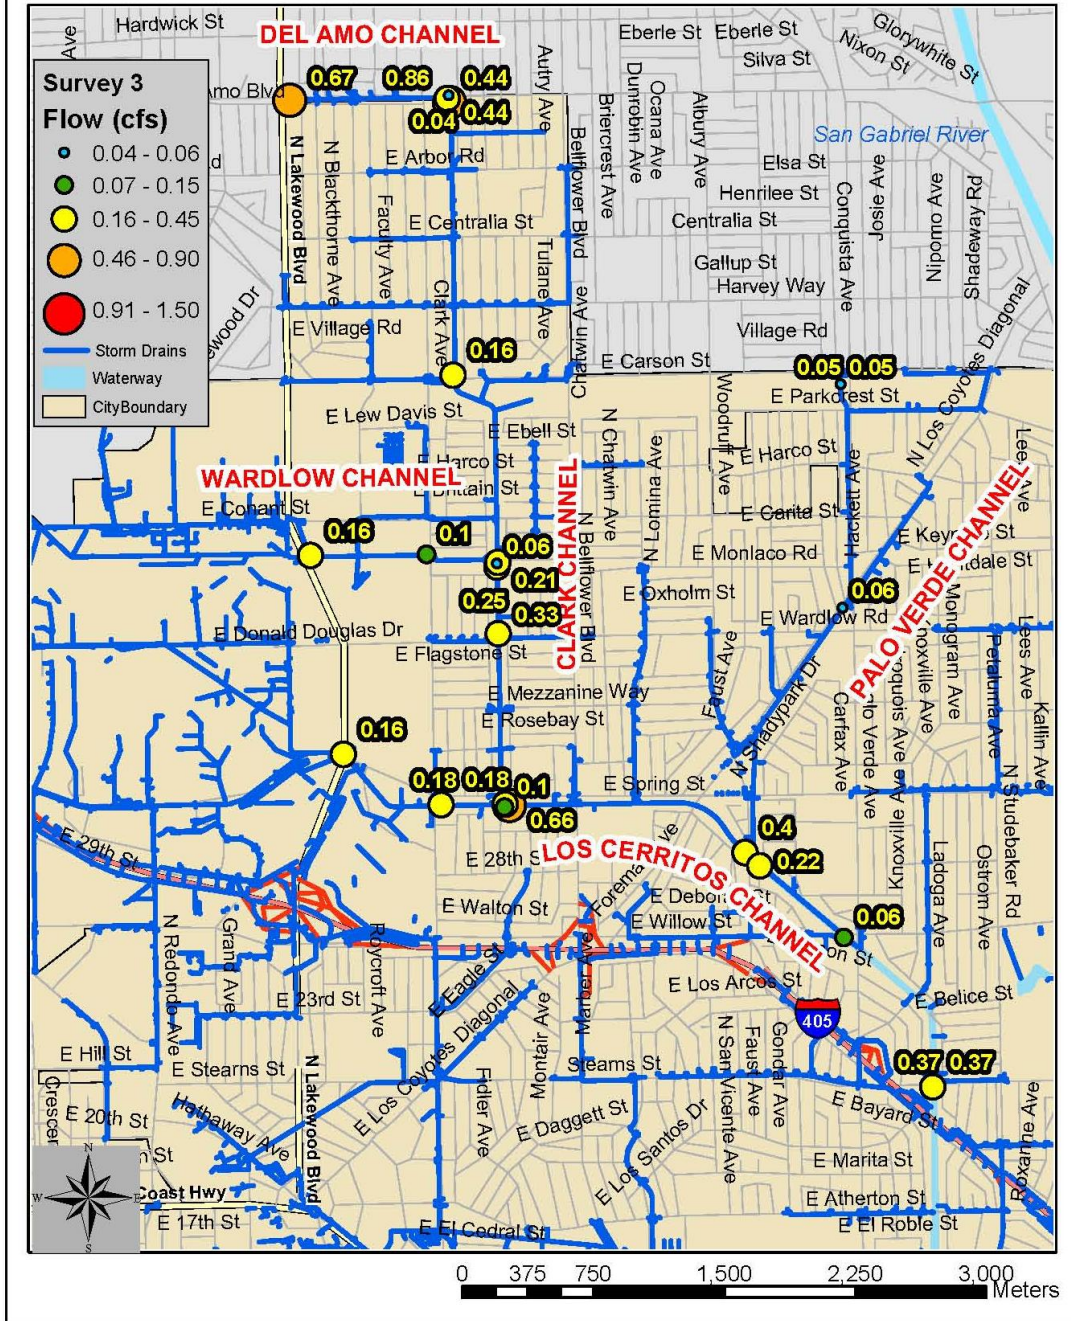 Hardwick St
DEL AMO CHANNEL
Eberle St
Eberle St
Glorywhite St
Nixon St
Silva St
Ave
Autry Ave
Survey 3
Flow (cfs)
0.04 - 0.06
0.07 - 0.15
0.16 - 0.45
0.46 - 0.90
0.91 - 1.50
Storm Drains
Waterway
CityBoundary
0.67
0.86
0.44
0.04
0.44
Dunrobin Ave
Ocana Ave
Albury Ave
Briercrest Ave
Bellflower Blvd
San Gabriel River
E Arbor Rd
Elsa St
Henrilee St
Centralia St
E Centralia St
Gallup St
Harvey Way
Village Rd
Conquista Ave
Josie Ave
Nipomo Ave
Shadeway Rd
N Lakewood Blvd
N Blackthorne Ave
Faculty Ave
Clark Ave
Tulane Ave
Chatwin Ave
E Village Rd
E Carson St
0.16
0.05
0.05
E Parkcrest St
N Los Coyotes Diagonal
E Lew Davis St
E Ebell St
E Harco St
Woodruff Ave
N Chatwin Ave
N Lomina Ave
WARDLOW CHANNEL
E Conant St
CLARK CHANNEL
E Carita St
Hackett Ave
PALO VERDE CHANNEL
0.16
0.1
0.06
0.21
0.25
0.33
N Bellflower Blvd
E Monlaco Rd
E Oxholm St
E Wardlow Rd
0.06
E Donald Douglas Dr
E Flagstone St
E Mezzanine Way
E Rosebay St
Faust Ave
N Shadypark Dr
Carfax Ave
Monogram Ave
Petaluma Ave
Lees Ave
Kallin Ave
0.16
0.18
0.18
0.1
0.66
E Spring St
N Studebaker Rd
Knoxville Ave
0.4
0.22
E 29th St
E 28th S
LOS CERRITOS CHANNEL
E Walton St
E Willow St
0.06
Ladoga Ave
Ostrom Ave
N Redondo Ave
Grand Ave
Roycroft Ave
E Eagle St
E Los Arcos St
E Belice St
E 23rd St
405
E Hill St
E Stearns St
E Los Coyotes Diagonal
Montair Ave
Stearns St
N San Vicente Ave
Faust Ave
Gondar Ave
0.37
0.37
E 20th St
Hathaway Ave
N Lakewood Blvd
Fidler Ave
E Daggett St
E Los Santos Dr
E Bayard St
E Marita St
Roxanne Ave
N
W
E
S
Coast Hwy
E 17th St
E El Cedral St
E Atherton St
E El Roble St
0
375
750
1,500
2,250
3,000
Meters